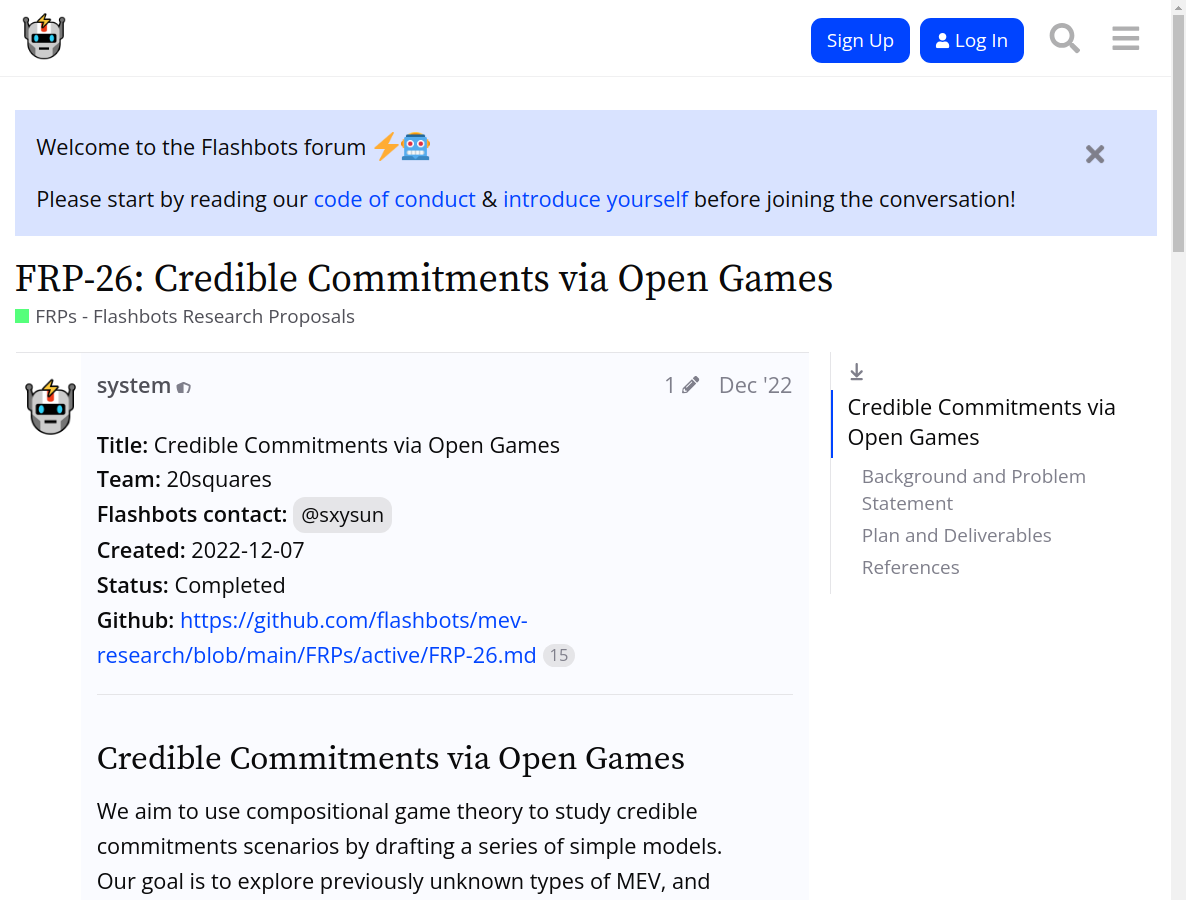 Sign Up
Log In
Welcome to the Flashbots forum
Please start by reading our code of conduct & introduce yourself before joining the conversation!
FRP-26: Credible Commitments via Open Games
FRPs - Flashbots Research Proposals
system
1
Dec '22
Title: Credible Commitments via Open Games
Team: 20squares
Flashbots contact: @sxysun
Created: 2022-12-07
Status: Completed
Github: https://github.com/flashbots/mev-
research/blob/main/FRPs/active/FRP-26.md 15
Credible Commitments via Open Games
We aim to use compositional game theory to study credible
commitments scenarios by drafting a series of simple models.
Our goal is to explore previously unknown types of MEV, and
Credible Commitments via
Open Games
Background and Problem
Statement
Plan and Deliverables
References